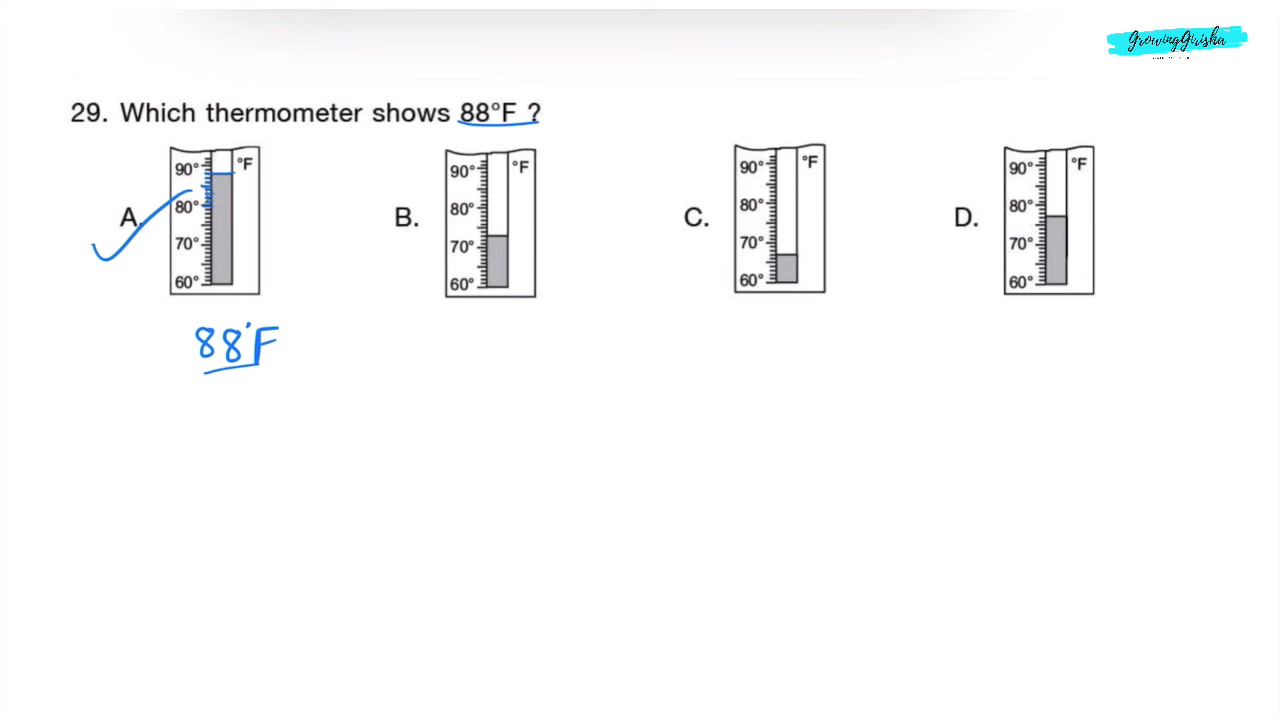 GrowingGirisha
29. Which thermometer shows 88°F ?
A.
90°
80°
70°
60°
°F
B.
90°
80°
70°
60°
°F
C.
90°
80°
70°
60°
°F
D.
90°
80°
70°
60°
°F
88°F